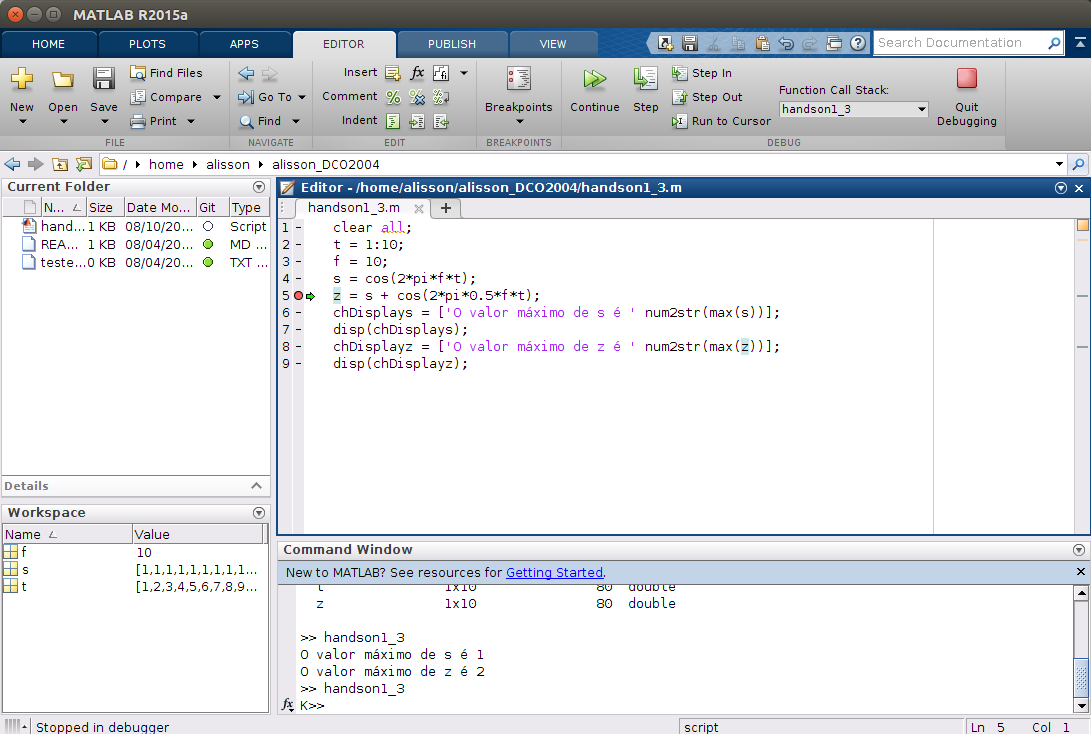 MATLAB R2015a
HOME PLOTS APPS EDITOR PUBLISH VIEW Search Documentation
New Open Save Find Files Compare Print
FILE
Go To Find
NAVIGATE
Insert fx
Comment
Indent
EDIT
Breakpoints
BREAKPOINTS
Continue Step Step In
Step Out
Run to Cursor
Function Call Stack:
handson1_3
Quit Debugging
DEBUG
/ home alisson alisson_DCO2004
Current Folder
N... Size Date Mo... Git Type
hand... 1 KB 08/10/20... Script
REA... 1 KB 08/04/20... MD ...
teste... 0 KB 08/04/20... TXT ...
Details
Workspace
Name Value
f 10
s [1,1,1,1,1,1,1,1,1...
t [1,2,3,4,5,6,7,8,9...
Editor - /home/alisson/alisson_DCO2004/handson1_3.m
handson1_3.m
1 - clear all;
2 - t = 1:10;
3 - f = 10;
4 - s = cos(2*pi*f*t);
5 z = s + cos(2*pi*0.5*f*t);
6 - chDisplays = ['O valor máximo de s é ' num2str(max(s))];
7 - disp(chDisplays);
8 - chDisplayz = ['O valor máximo de z é ' num2str(max(z))];
9 - disp(chDisplayz);
Command Window
New to MATLAB? See resources for Getting Started.
t 1x10 80 double
z 1x10 80 double
>> handson1_3
O valor máximo de s é 1
O valor máximo de z é 2
>> handson1_3
fx K>>
Stopped in debugger script Ln 5 Col 1